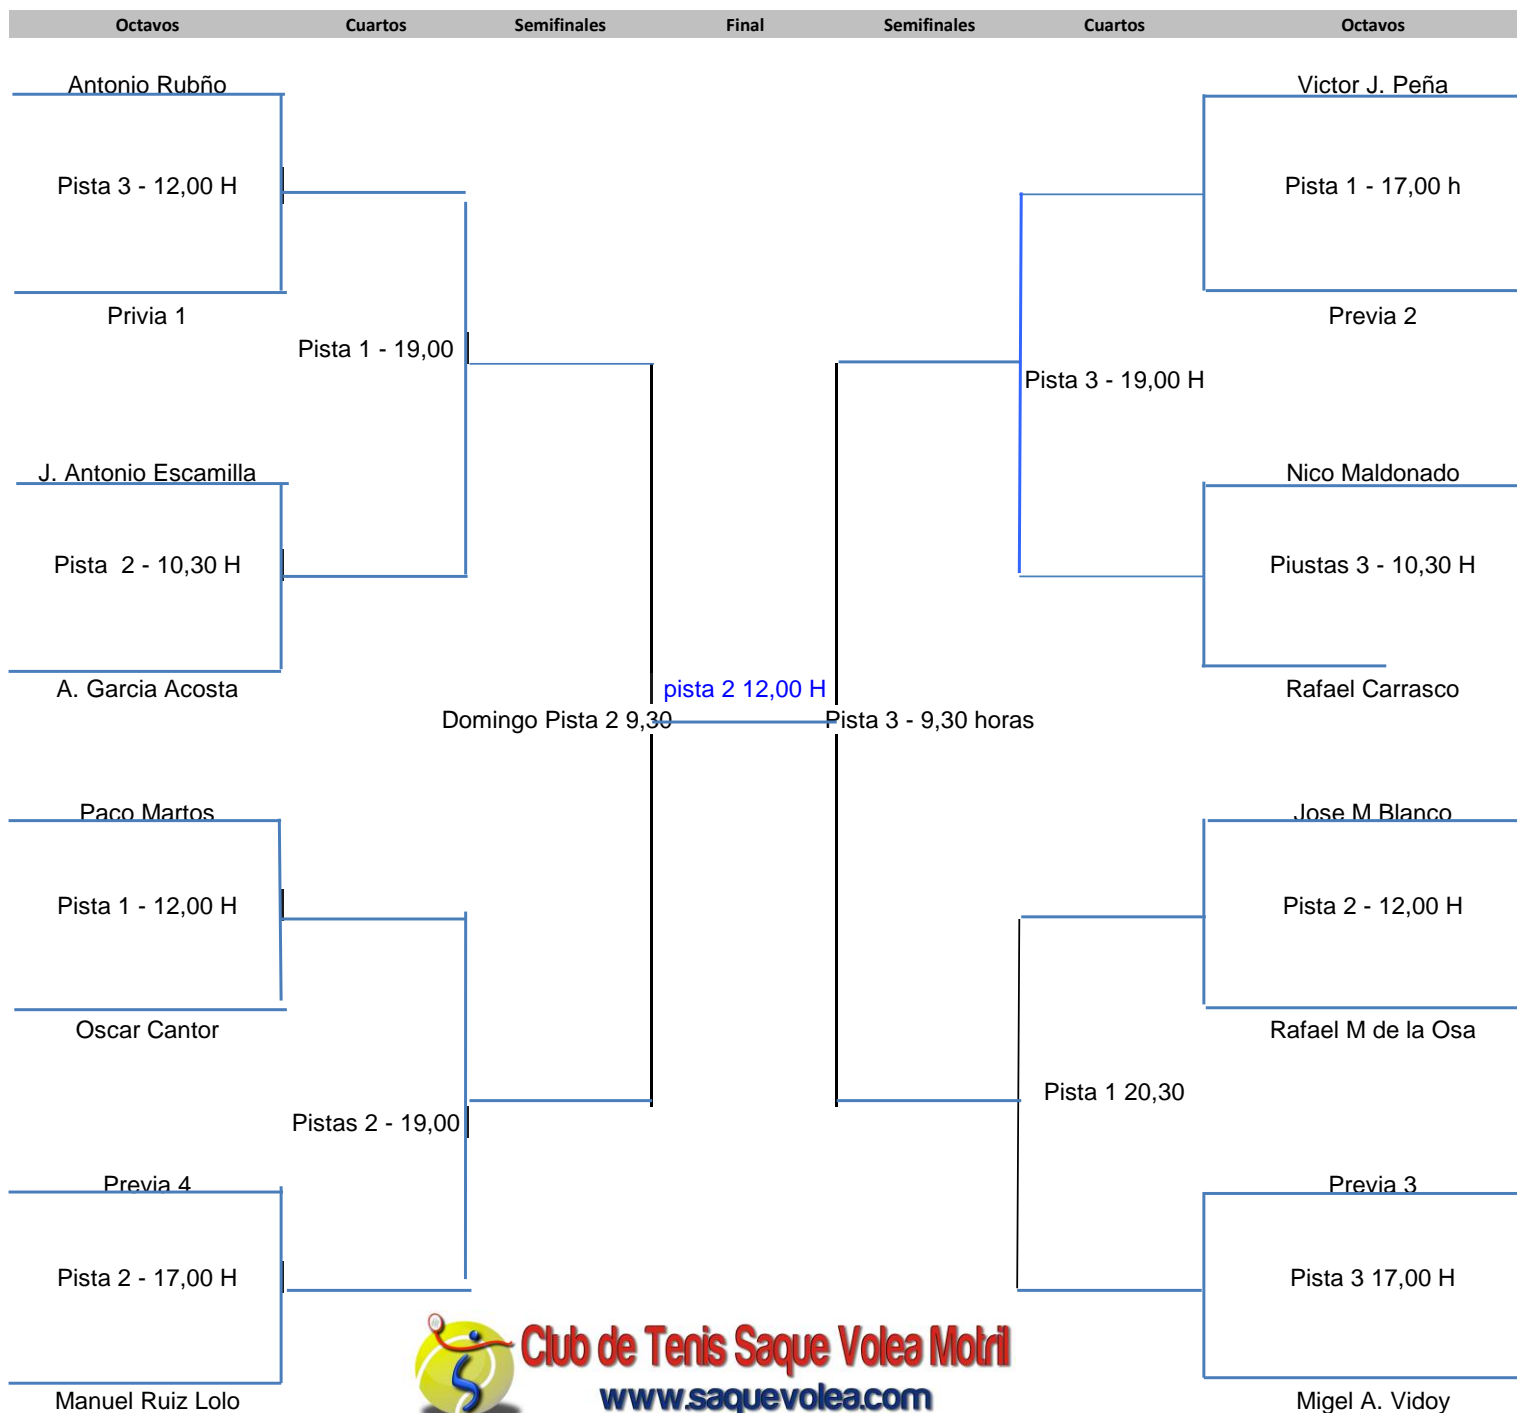 Octavos Cuartos Semifinales Final Semifinales Cuartos Octavos
Antonio Rubño Victor J. Peña
Pista 3 - 12,00 H Pista 1 - 17,00 h
Privia 1 Previa 2
Pista 1 - 19,00
Pista 3 - 19,00 H
J. Antonio Escamilla Nico Maldonado
Pista 2 - 10,30 H Piustas 3 - 10,30 H
A. Garcia Acosta pista 2 12,00 H Rafael Carrasco
Domingo Pista 2 9,30 Pista 3 - 9,30 horas
Paco Martos Jose M Blanco
Pista 1 - 12,00 H Pista 2 - 12,00 H
Oscar Cantor Rafael M de la Osa
Pista 1 20,30
Pistas 2 - 19,00
Previa 4 Previa 3
Pista 2 - 17,00 H Pista 3 17,00 H
Club de Tenis Saque Volea Motril
www.saquevolea.com
Manuel Ruiz Lolo Migel A. Vidoy